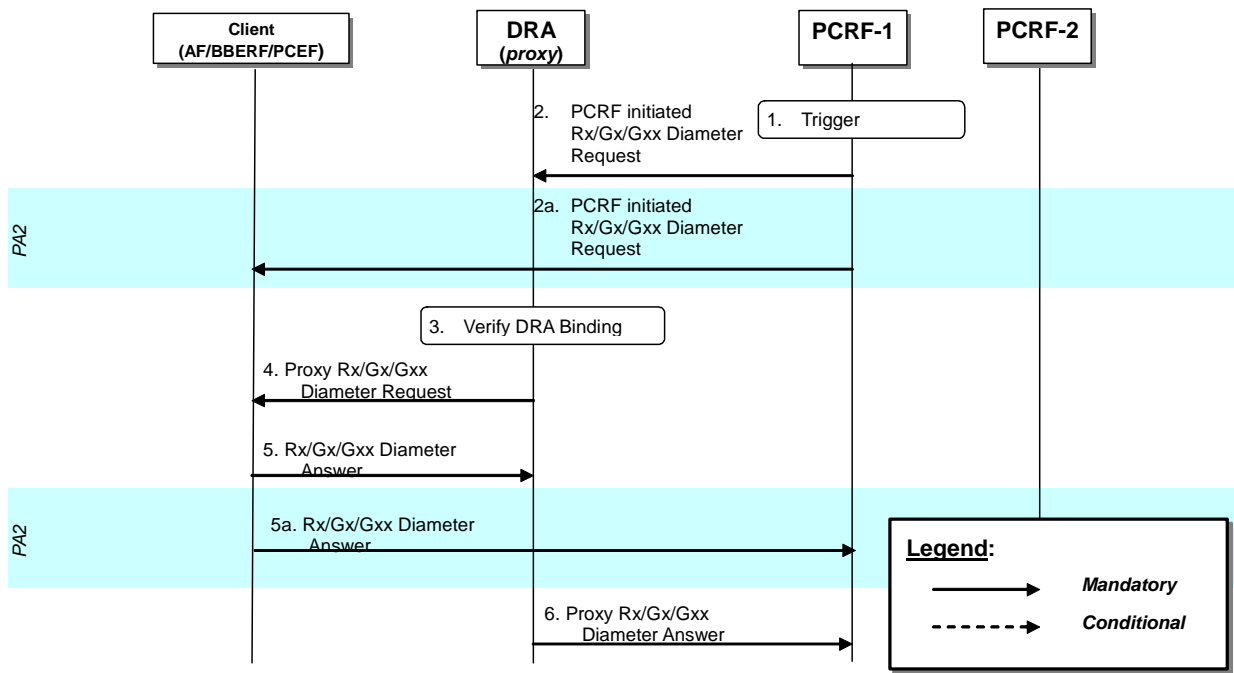 Client
(AF/BBERF/PCEF)
DRA
(proxy)
PCRF-1
PCRF-2
1. Trigger
2. PCRF initiated
Rx/Gx/Gxx Diameter
Request
PA2
2a. PCRF initiated
Rx/Gx/Gxx Diameter
Request
3. Verify DRA Binding
4. Proxy Rx/Gx/Gxx
Diameter Request
5. Rx/Gx/Gxx Diameter
Answer
PA2
5a. Rx/Gx/Gxx Diameter
Answer
6. Proxy Rx/Gx/Gxx
Diameter Answer
Legend:
Mandatory
Conditional